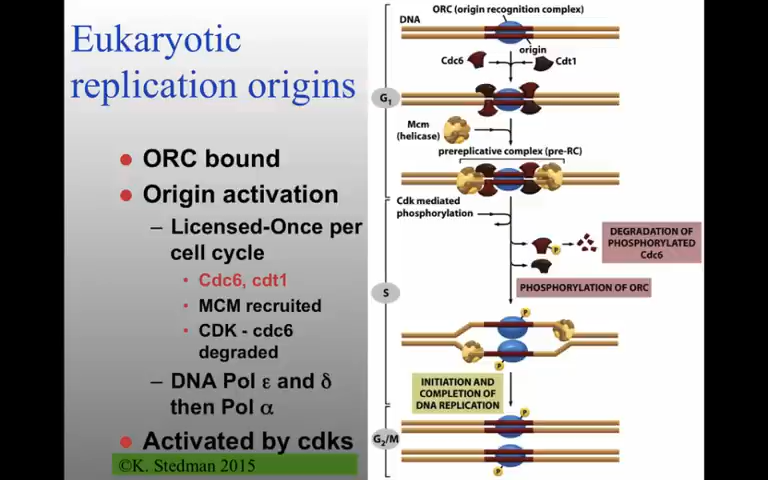 Eukaryotic
replication origins
• ORC bound
• Origin activation
– Licensed-Once per
cell cycle
• Cdc6, cdt1
• MCM recruited
• CDK - cdc6
degraded
– DNA Pol ε and δ
then Pol α
• Activated by cdks
©K. Stedman 2015
ORC (origin recognition complex)
DNA
origin
Cdc6
Cdt1
G1
Mcm
(helicase)
prereplicative complex (pre-RC)
Cdk mediated
phosphorylation
P
DEGRADATION OF
PHOSPHORYLATED
Cdc6
PHOSPHORYLATION OF ORC
S
P
P
INITIATION AND
COMPLETION OF
DNA REPLICATION
G2/M
P
P